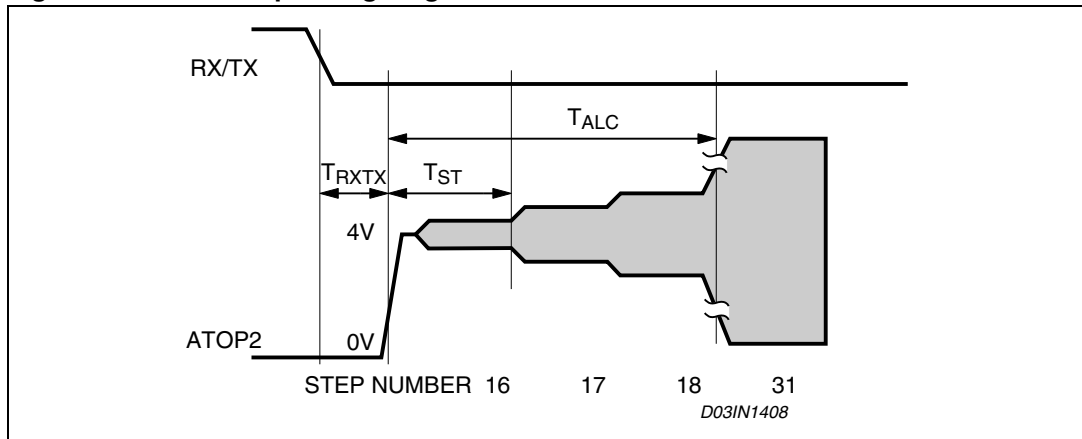 RX/TX
T_ALC
T_RXTX T_ST
4V
ATOP2 0V
STEP NUMBER 16 17 18 31
D03IN1408